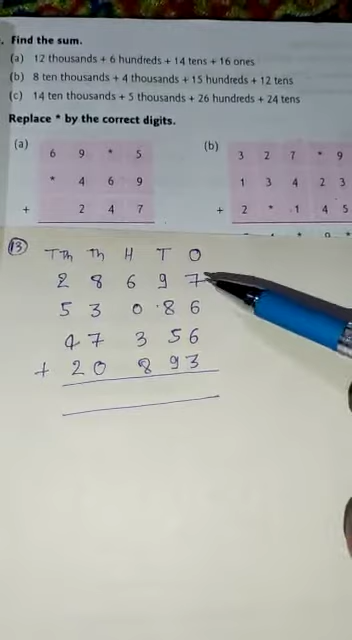 Find the sum.
(a) 12 thousands + 6 hundreds + 14 tens + 16 ones
(b) 8 ten thousands + 4 thousands + 15 hundreds + 12 tens
(c) 14 ten thousands + 5 thousands + 26 hundreds + 24 tens
Replace * by the correct digits.
(a) 6 9 * 5
* 4 6 9
+ 2 4 7
(b) 3 2 7 * 9
1 3 4 2 3
+ 2 * 1 4 5
13 T Th Th H T O
2 8 6 9 7
5 3 0 8 6
4 7 3 5 6
+ 2 0 8 9 3